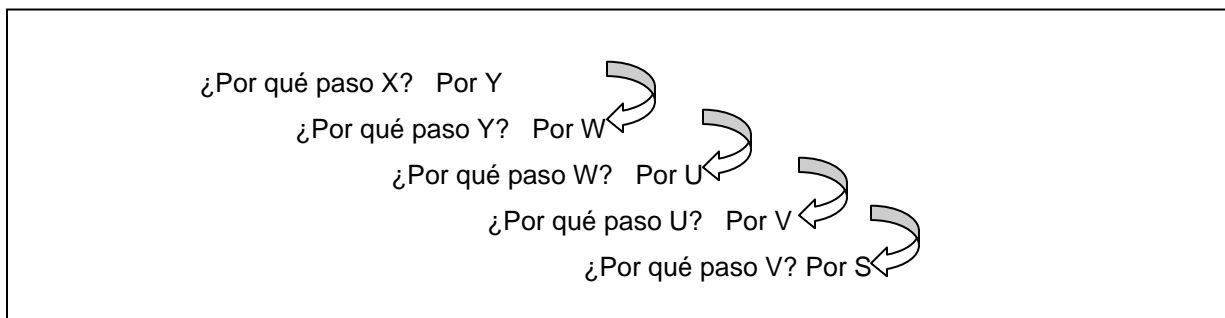 ¿Por qué paso X? Por Y
¿Por qué paso Y? Por W
¿Por qué paso W? Por U
¿Por qué paso U? Por V
¿Por qué paso V? Por S